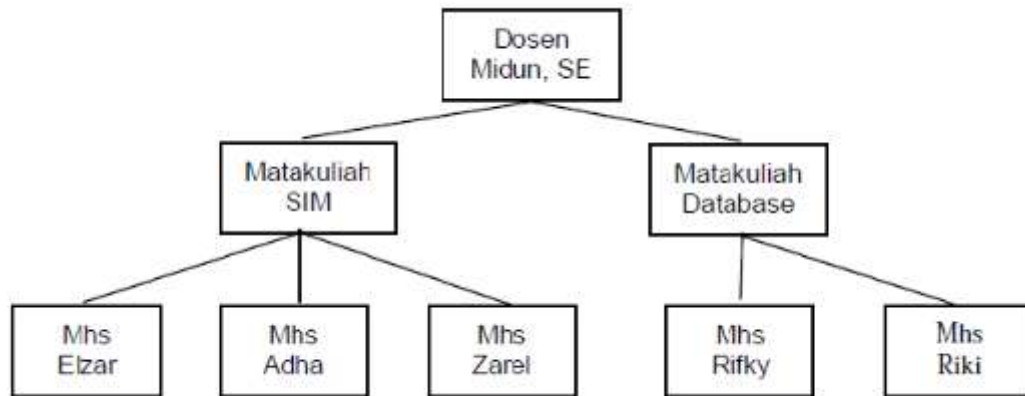 Dosen
Midun, SE
Matakuliah
SIM
Matakuliah
Database
Mhs
Elzar
Mhs
Adha
Mhs
Zarel
Mhs
Rifky
Mhs
Riki